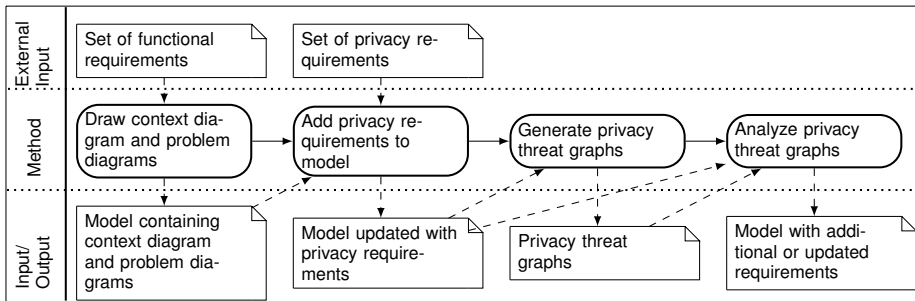 External
Input
Set of functional
requirements
Set of privacy re-
quirements
Method
Draw context dia-
gram and problem
diagrams
Add privacy re-
quirements to
model
Generate privacy
threat graphs
Analyze privacy
threat graphs
Input/
Output
Model containing
context diagram
and problem dia-
grams
Model updated with
privacy require-
ments
Privacy threat
graphs
Model with addi-
tional or updated
requirements